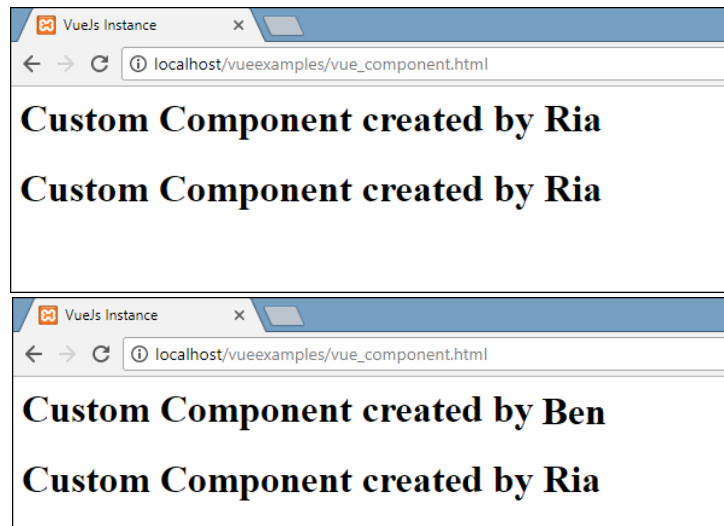 VueJs Instance
localhost/vueexamples/vue_component.html
Custom Component created by Ria
Custom Component created by Ria
VueJs Instance
localhost/vueexamples/vue_component.html
Custom Component created by Ben
Custom Component created by Ria